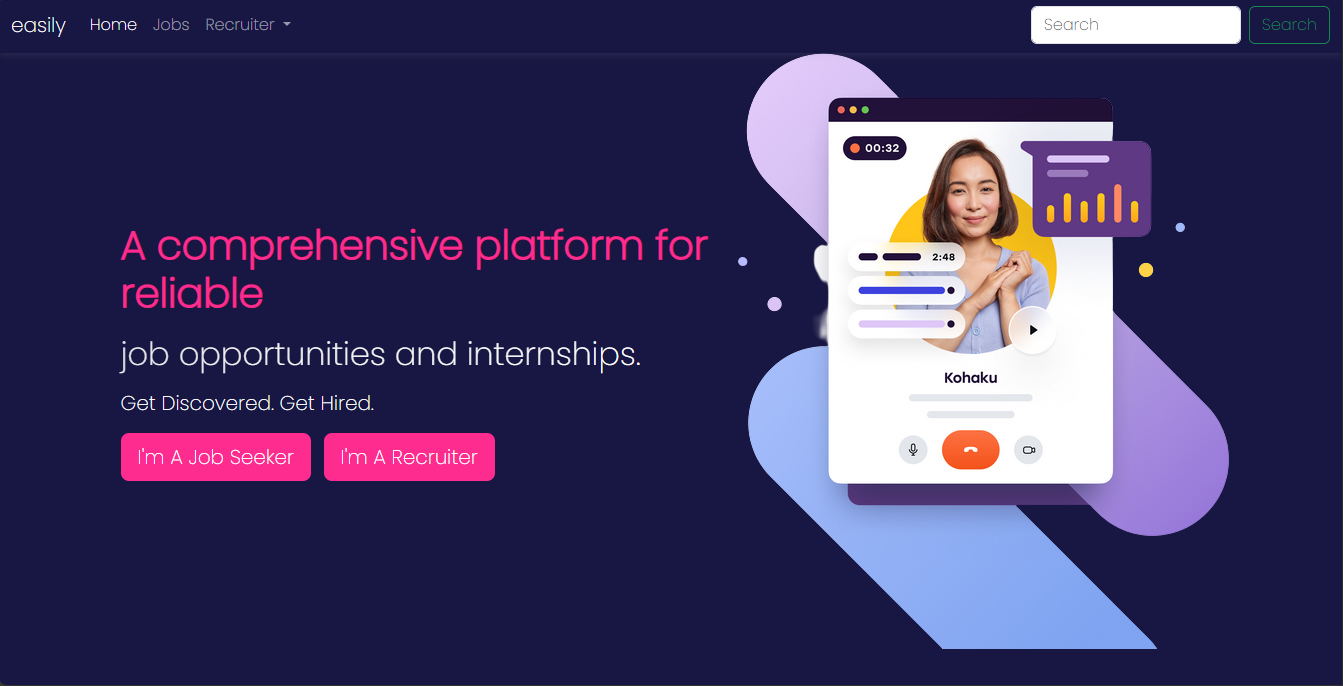 easily Home Jobs Recruiter Search Search
00:32
2:48
A comprehensive platform for
reliable
job opportunities and internships.
Get Discovered. Get Hired.
I'm A Job Seeker I'm A Recruiter
Kohaku